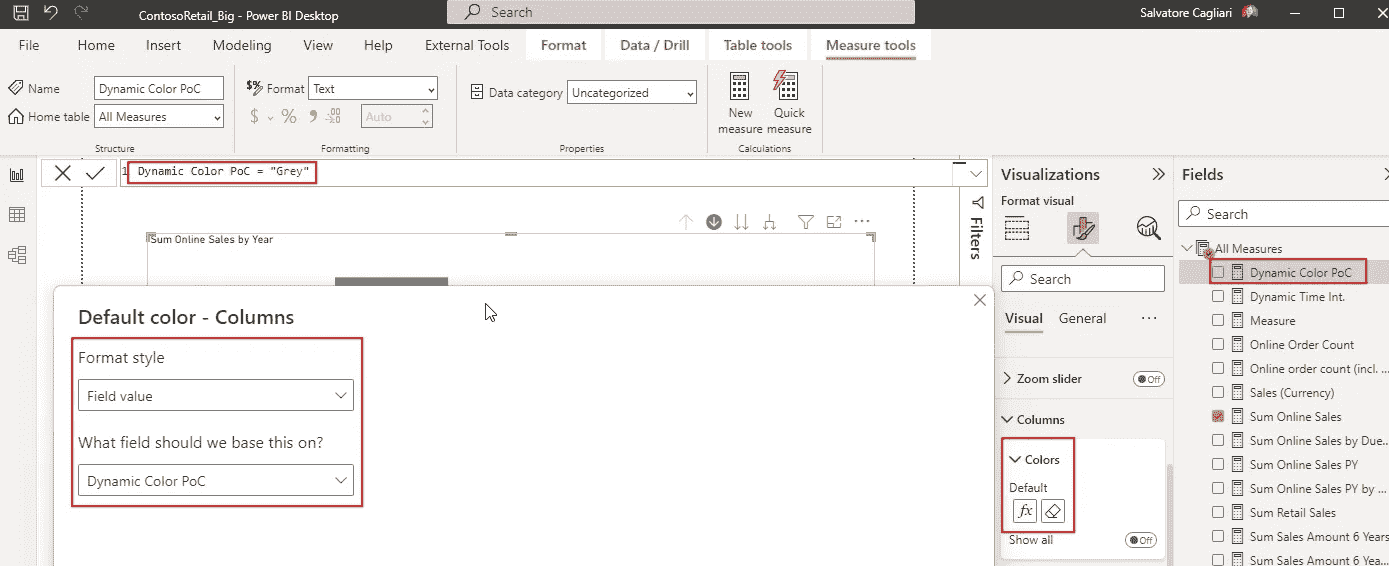 ContosoRetail_Big - Power BI Desktop
Search
Salvatore Cagliari
File Home Insert Modeling View Help External Tools Format Data / Drill Table tools Measure tools
Name Dynamic Color PoC
Home table All Measures
Structure
$% Format Text
$ % Auto
Formatting
Data category Uncategorized
Properties
New measure
Quick measure
Calculations
1 Dynamic Color PoC = "Grey"
Sum Online Sales by Year
Default color - Columns
Format style
Field value
What field should we base this on?
Dynamic Color PoC
Filters
Visualizations
Format visual
Search
Visual General ...
Zoom slider Off
Columns
Colors
Default
fx
Show all Off
Fields
Search
All Measures
Dynamic Color PoC
Dynamic Time Int.
Measure
Online Order Count
Online order count (incl. ...
Sales (Currency)
Sum Online Sales
Sum Online Sales by Due...
Sum Online Sales PY
Sum Online Sales PY by ...
Sum Retail Sales
Sum Sales Amount 6 Years
Sum Sales Amount 6 Yea...